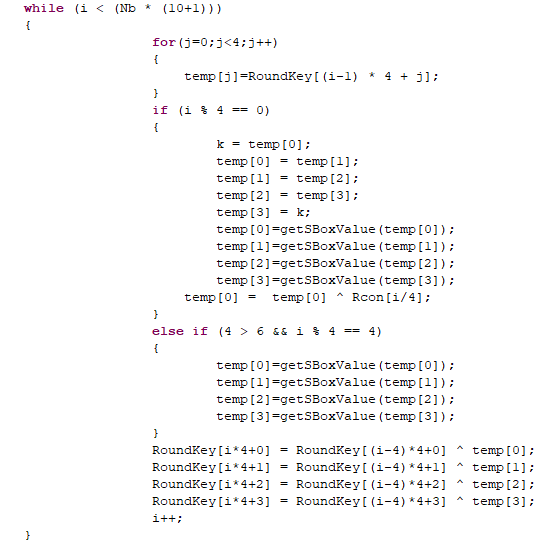 while (i < (Nb * (10+1)))
{
for(j=0;j<4;j++)
{
temp[j]=RoundKey[(i-1) * 4 + j];
}
if (i % 4 == 0)
{
k = temp[0];
temp[0] = temp[1];
temp[1] = temp[2];
temp[2] = temp[3];
temp[3] = k;
temp[0]=getSBoxValue(temp[0]);
temp[1]=getSBoxValue(temp[1]);
temp[2]=getSBoxValue(temp[2]);
temp[3]=getSBoxValue(temp[3]);
temp[0] =  temp[0] ^ Rcon[i/4];
}
else if (4 > 6 && i % 4 == 4)
{
temp[0]=getSBoxValue(temp[0]);
temp[1]=getSBoxValue(temp[1]);
temp[2]=getSBoxValue(temp[2]);
temp[3]=getSBoxValue(temp[3]);
}
RoundKey[i*4+0] = RoundKey[(i-4)*4+0] ^ temp[0];
RoundKey[i*4+1] = RoundKey[(i-4)*4+1] ^ temp[1];
RoundKey[i*4+2] = RoundKey[(i-4)*4+2] ^ temp[2];
RoundKey[i*4+3] = RoundKey[(i-4)*4+3] ^ temp[3];
i++;
}